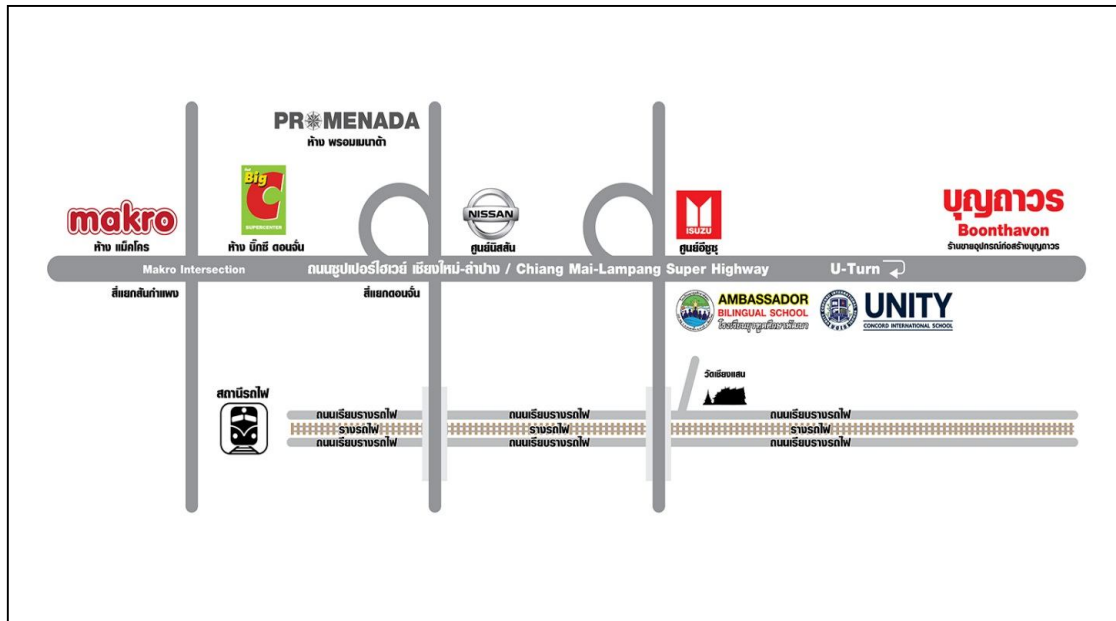 PROMENADA
ห้าง พรอมเมนาด้า
Big
C
SUPERCENTER
ห้าง บิ๊กซี ดอนจั่น
makro
ห้าง แม็คโคร
NISSAN
ศูนย์นิสสัน
ISUZU
ศูนย์อีซูซุ
บุญถาวร
Boonthavon
ร้านขายอุปกรณ์ก่อสร้างบุญถาวร
Makro Intersection
ถนนซุปเปอร์ไฮเวย์ เชียงใหม่-ลำปาง / Chiang Mai-Lampang Super Highway
U-Turn
สี่แยกสันกำแพง
สี่แยกดอนจั่น
AMBASSADOR
BILINGUAL SCHOOL
UNITY
CONCORD INTERNATIONAL SCHOOL
วัดเชียงแสน
สถานีรถไฟ
ถนนเรียบรางรถไฟ
ถนนเรียบรางรถไฟ
ถนนเรียบรางรถไฟ
รางรถไฟ
รางรถไฟ
รางรถไฟ
ถนนเรียบรางรถไฟ
ถนนเรียบรางรถไฟ
ถนนเรียบรางรถไฟ